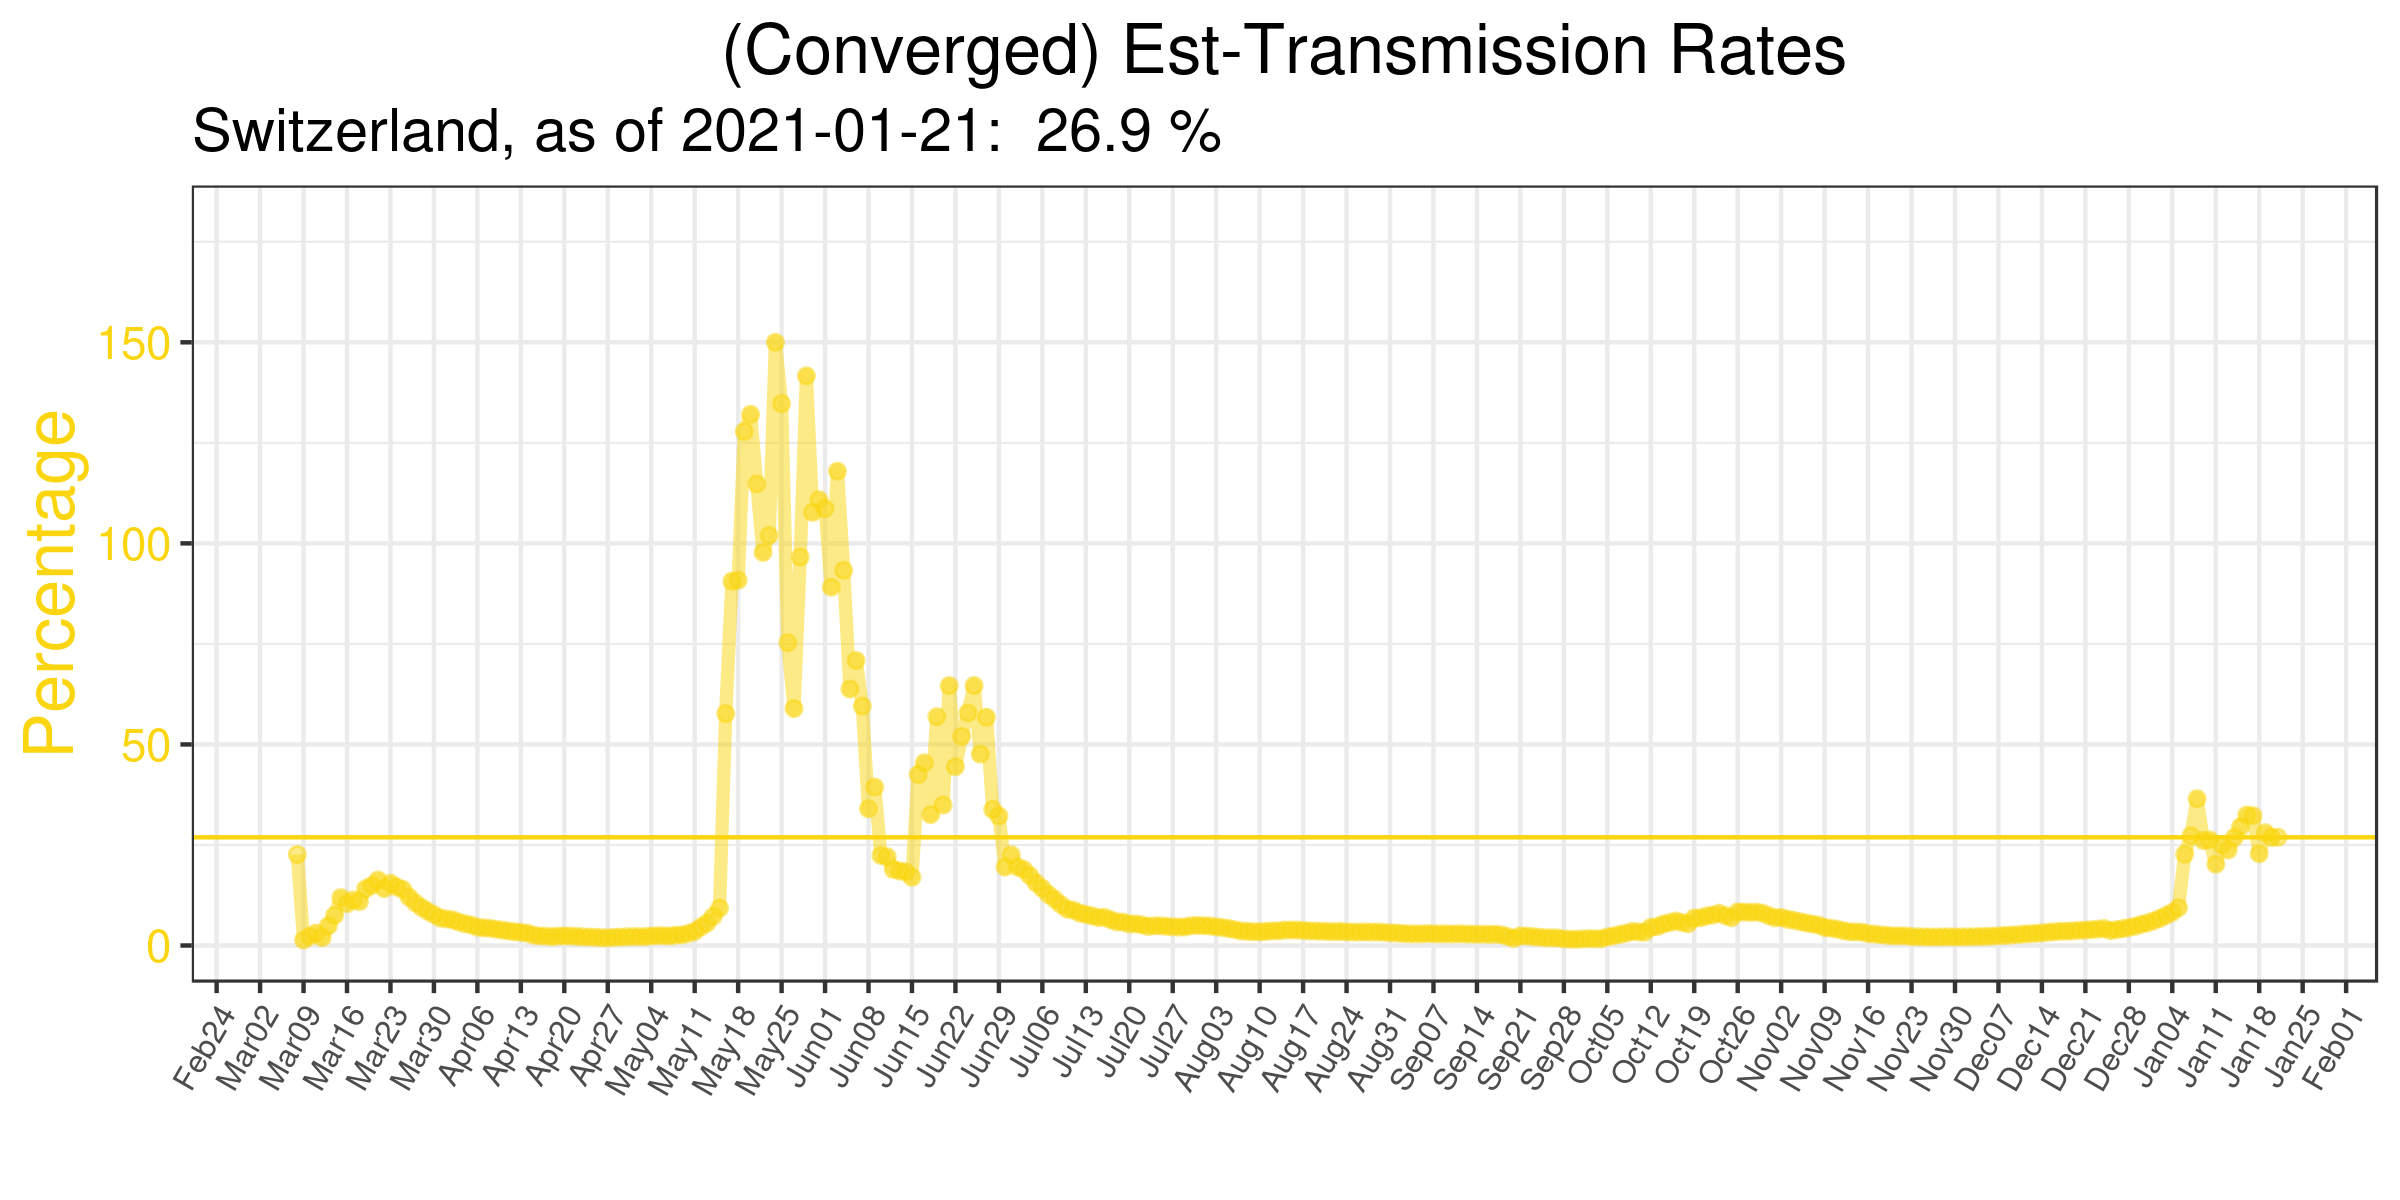 (Converged) Est-Transmission Rates
Switzerland, as of 2021-01-21:  26.9 %
Percentage
150
100
50
0
Feb24 Mar02 Mar09 Mar16 Mar23 Mar30 Apr06 Apr13 Apr20 Apr27 May04 May11 May18 May25 Jun01 Jun08 Jun15 Jun22 Jun29 Jul06 Jul13 Jul20 Jul27 Aug03 Aug10 Aug17 Aug24 Aug31 Sep07 Sep14 Sep21 Sep28 Oct05 Oct12 Oct19 Oct26 Nov02 Nov09 Nov16 Nov23 Nov30 Dec07 Dec14 Dec21 Dec28 Jan04 Jan11 Jan18 Jan25 Feb01